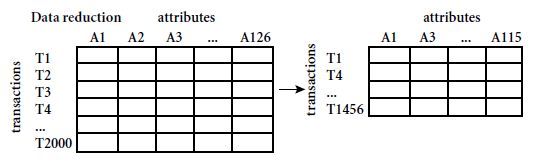 Data reduction attributes
A1 A2 A3 ... A126
transactions
T1
T2
T3
T4
...
T2000
attributes
A1 A3 ... A115
transactions
T1
T4
...
T1456